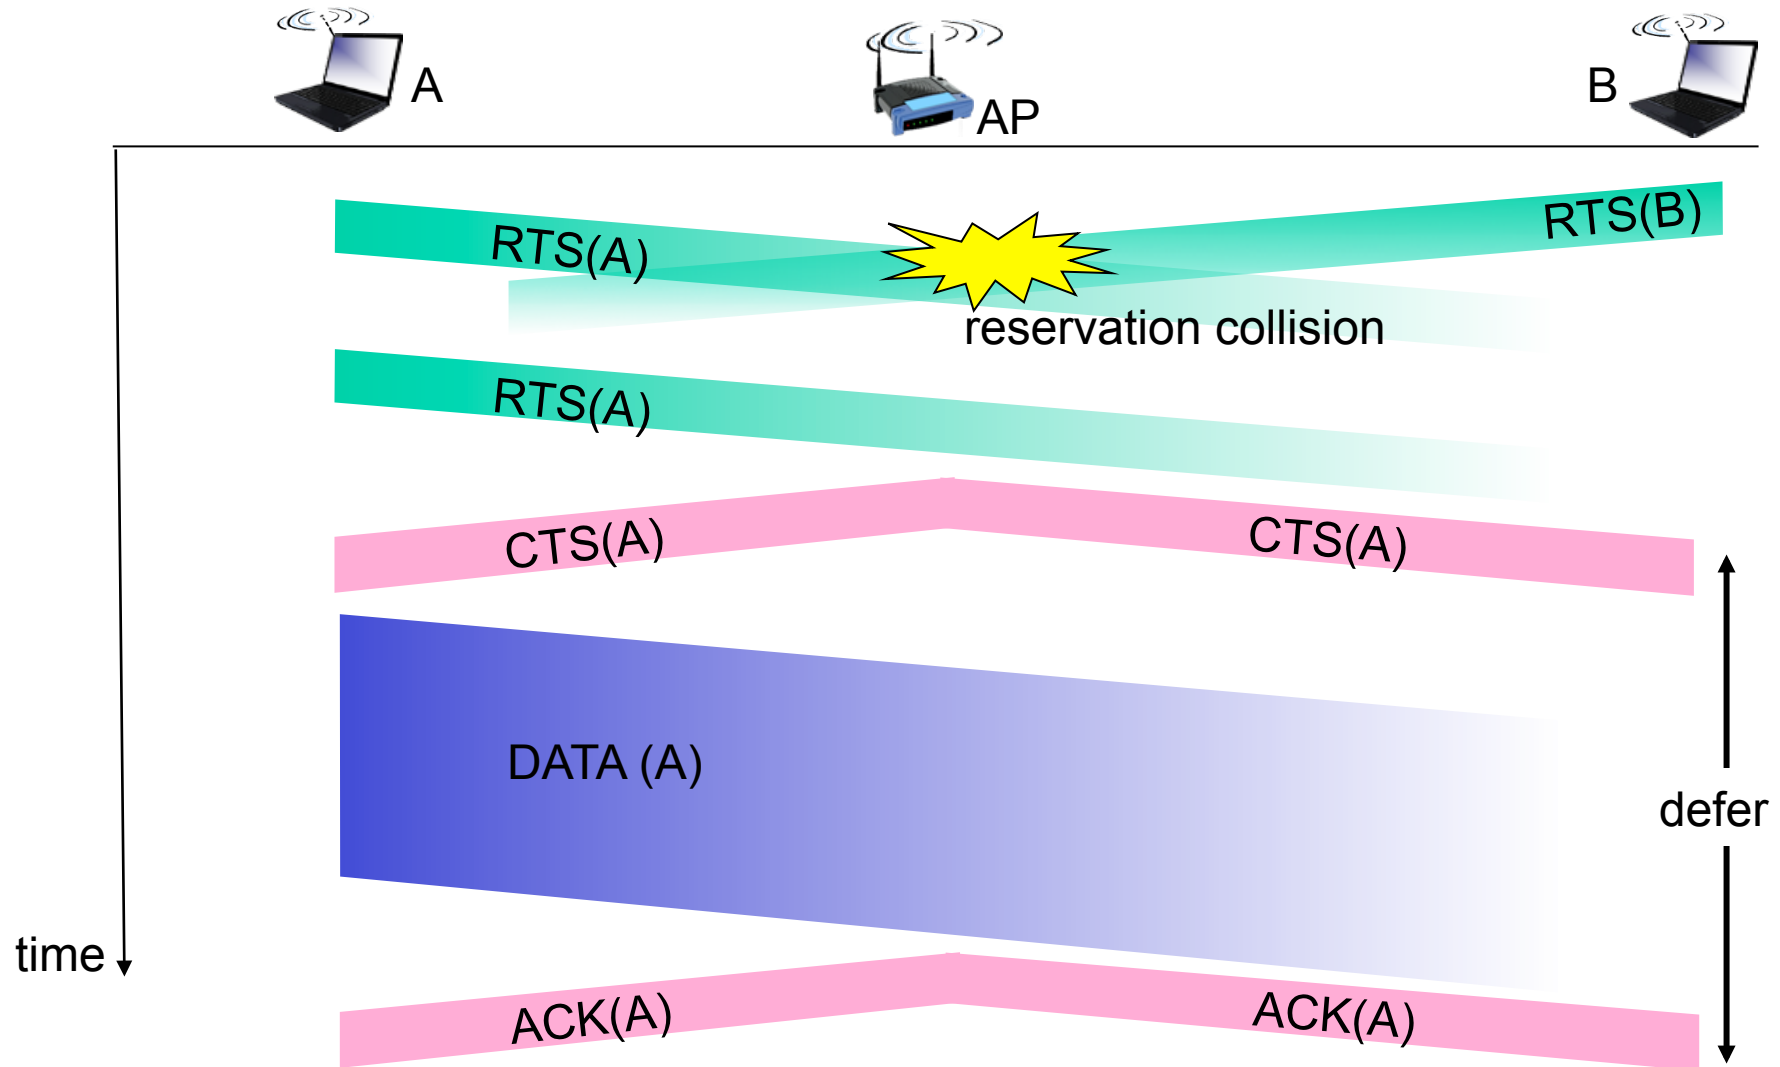 A
AP
B
RTS(A)
RTS(B)
reservation collision
RTS(A)
CTS(A)
CTS(A)
DATA (A)
defer
time
ACK(A)
ACK(A)